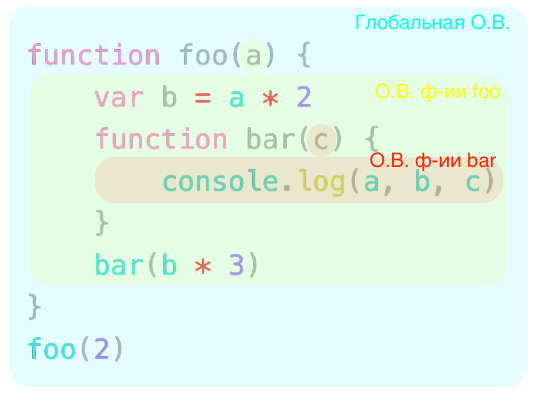 Глобальная О.В.
function foo(a) {
var b = a * 2
О.В. ф-ии foo
function bar(c) {
О.В. ф-ии bar
console.log(a, b, c)
}
bar(b * 3)
}
foo(2)